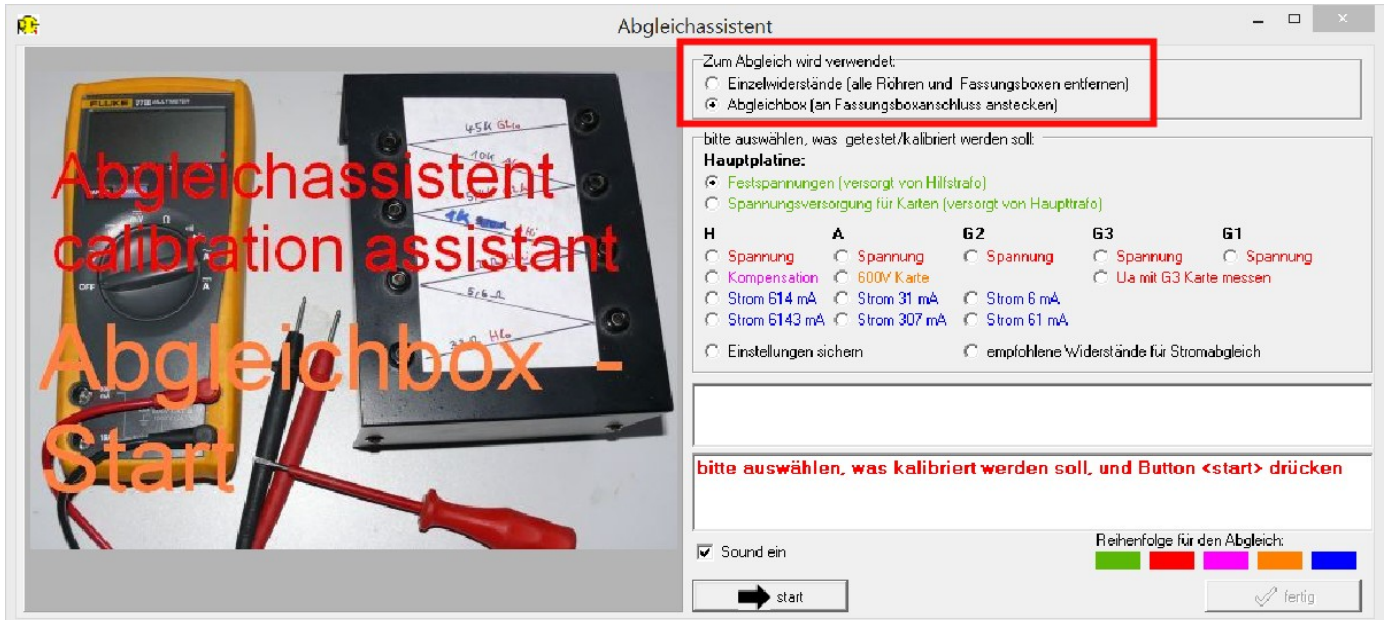 Abgleichassistent
FLUKE
45K GLo
10K
5,6 Ω
OFF
Abgleichassistent
calibration assistant
Abgleichbox -
Start
Zum Abgleich wird verwendet:
Einzelwiderstände (alle Röhren und Fassungsboxen entfernen)
Abgleichbox (an Fassungsboxanschluss anstecken)
bitte auswählen, was getestet/kalibriert werden soll:
Hauptplatine:
Festspannungen (versorgt von Hilfstrafo)
Spannungsversorgung für Karten (versorgt von Haupttrafo)
H A G2 G3 G1
Spannung Spannung Spannung Spannung Spannung
Kompensation 600V Karte Ua mit G3 Karte messen
Strom 614 mA Strom 31 mA Strom 6 mA
Strom 6143 mA Strom 307 mA Strom 61 mA
Einstellungen sichern empfohlene Widerstände für Stromabgleich
bitte auswählen, was kalibriert werden soll, und Button <start> drücken
Sound ein
Reihenfolge für den Abgleich:
start
fertig